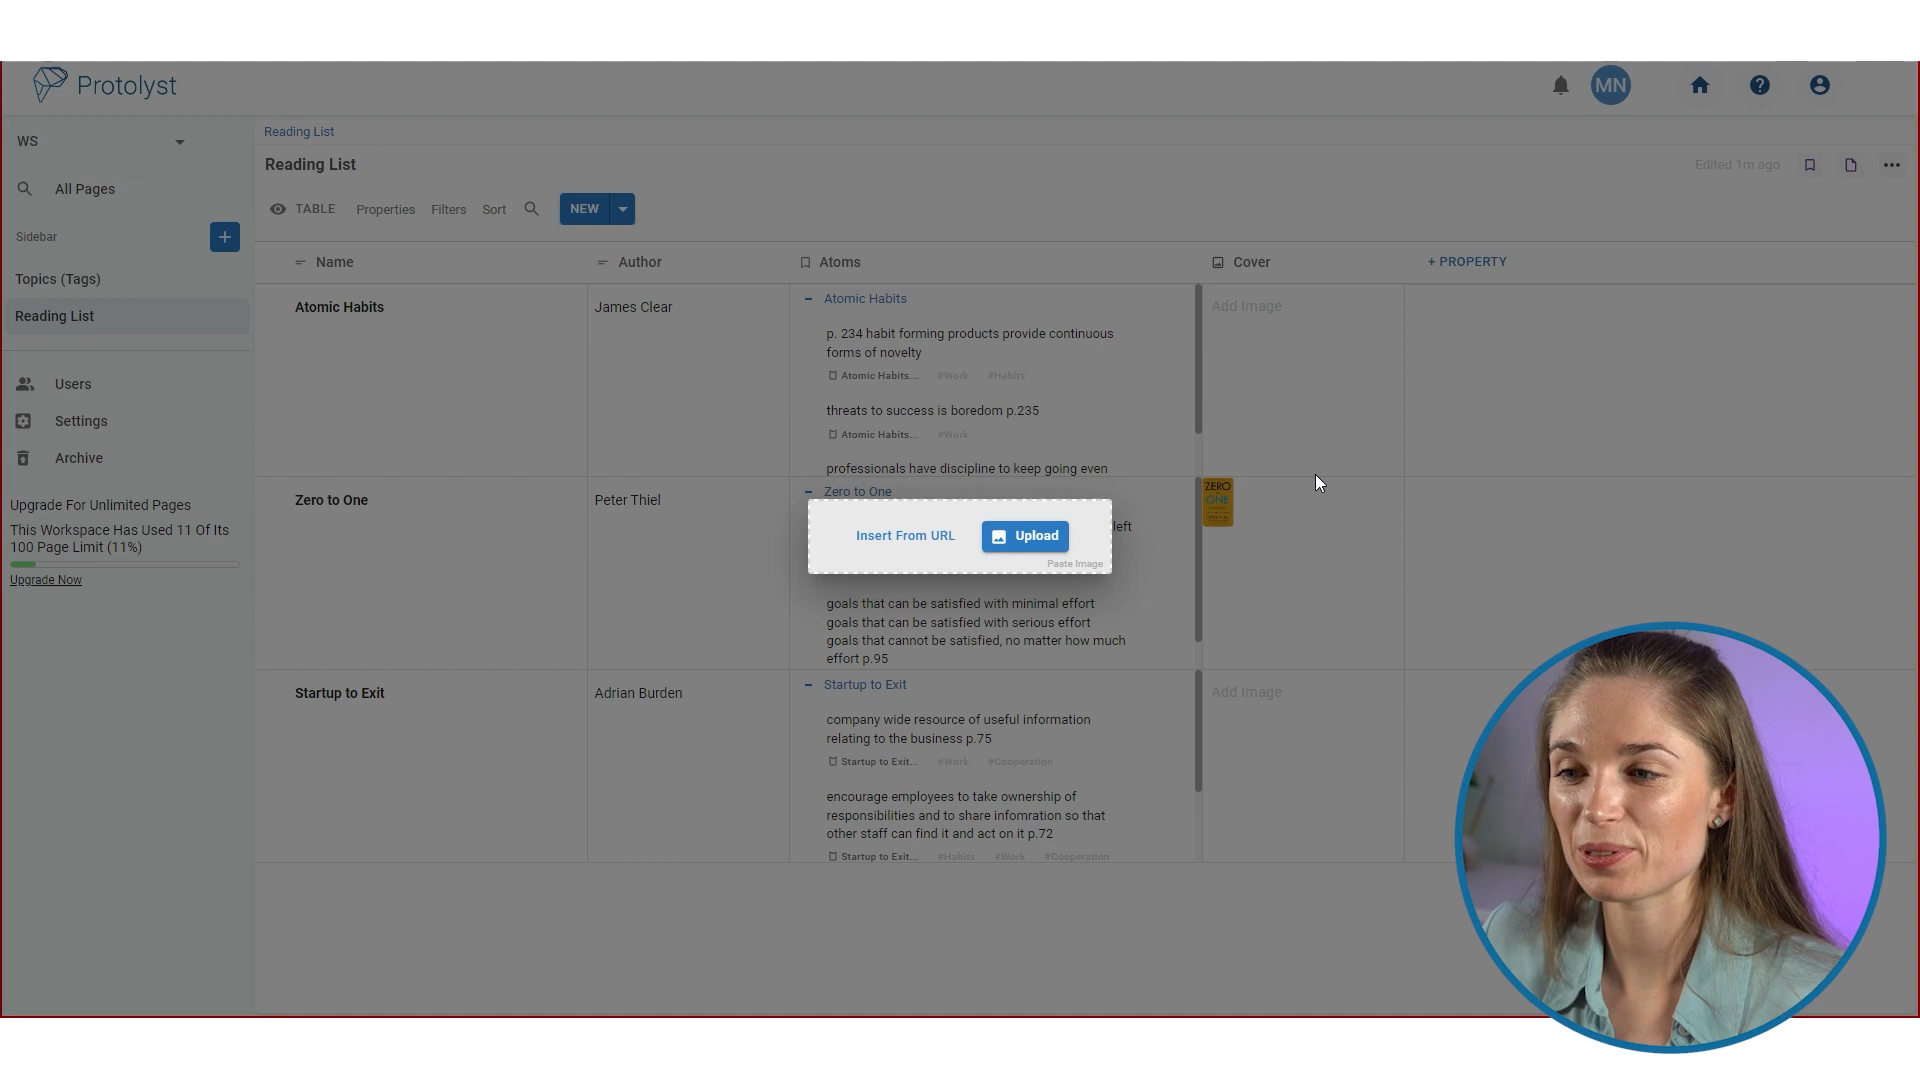 Protolyst
MN
WS
All Pages
Sidebar
+
Topics (Tags)
Reading List
Users
Settings
Archive
Upgrade For Unlimited Pages
This Workspace Has Used 11 Of Its
100 Page Limit (11%)
Upgrade Now
Reading List
Reading List
Edited 1m ago
TABLE
Properties
Filters
Sort
NEW
Name
Author
Atoms
Cover
+ PROPERTY
Atomic Habits
James Clear
Atomic Habits
p. 234 habit forming products provide continuous
forms of novelty
Atomic Habits... #Work #Habits
threats to success is boredom p.235
Atomic Habits... #Work
professionals have discipline to keep going even
Add Image
Zero to One
Peter Thiel
Zero to One
left
goals that can be satisfied with minimal effort
goals that can be satisfied with serious effort
goals that cannot be satisfied, no matter how much
effort p.95
ZERO
ONE
Insert From URL
Upload
Paste Image
Startup to Exit
Adrian Burden
Startup to Exit
company wide resource of useful information
relating to the business p.75
Startup to Exit... #Work #Cooperation
encourage employees to take ownership of
responsibilities and to share infomration so that
other staff can find it and act on it p.72
Startup to Exit... #Habits #Work #Cooperation
Add Image